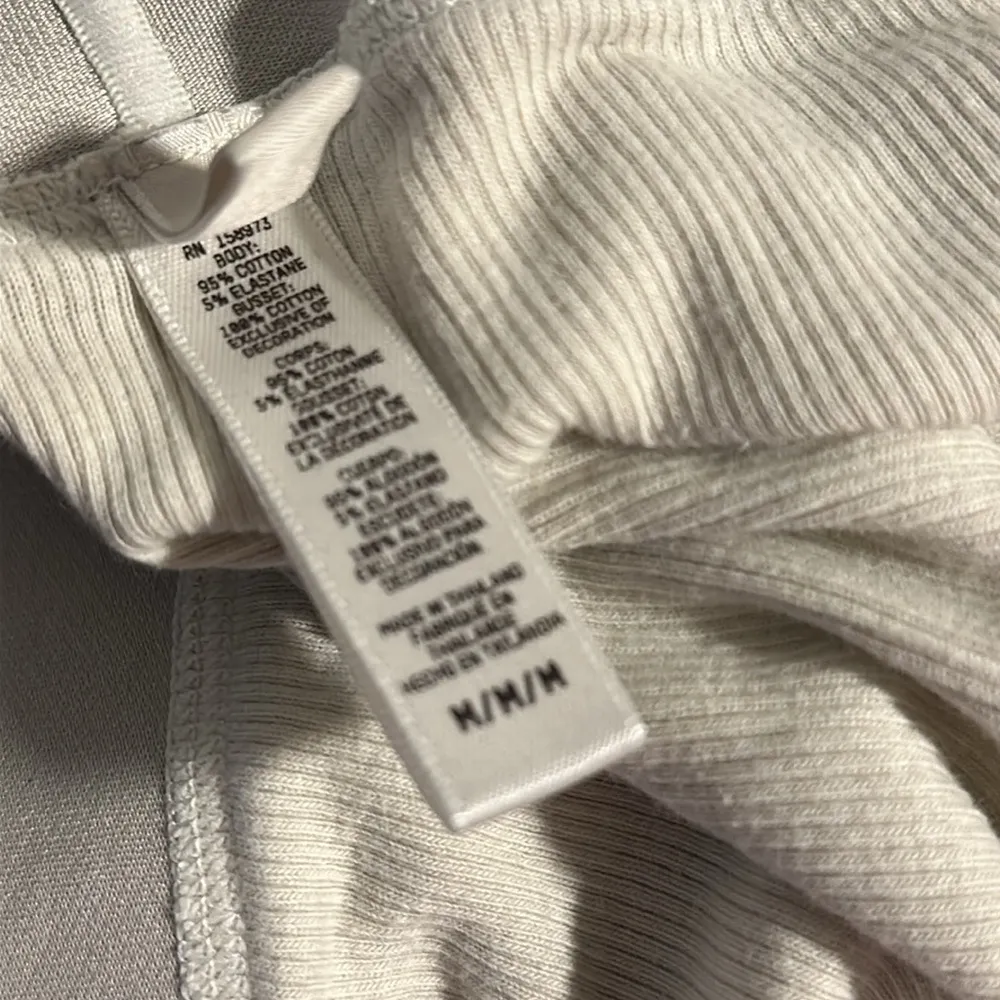 RN 158973
BODY:
95% COTTON
5% ELASTANE
GUSSET:
100% COTTON
EXCLUSIVE OF
DECORATION
CORPS:
95% COTON
5% ELASTHANNE
GOUSSET:
100% COTON
EXCLUSIVE DE
LA DÉCORATION
CUERPO:
95% ALGODÓN
5% ELASTANO
ESCUDETE
100% ALGODÓN
EXCLUSIVO PARA
DECORACIÓN
MADE IN THAILAND
FABRIQUÉ EN
THAÏLANDE
HECHO EN TAILANDIA
M/M/M